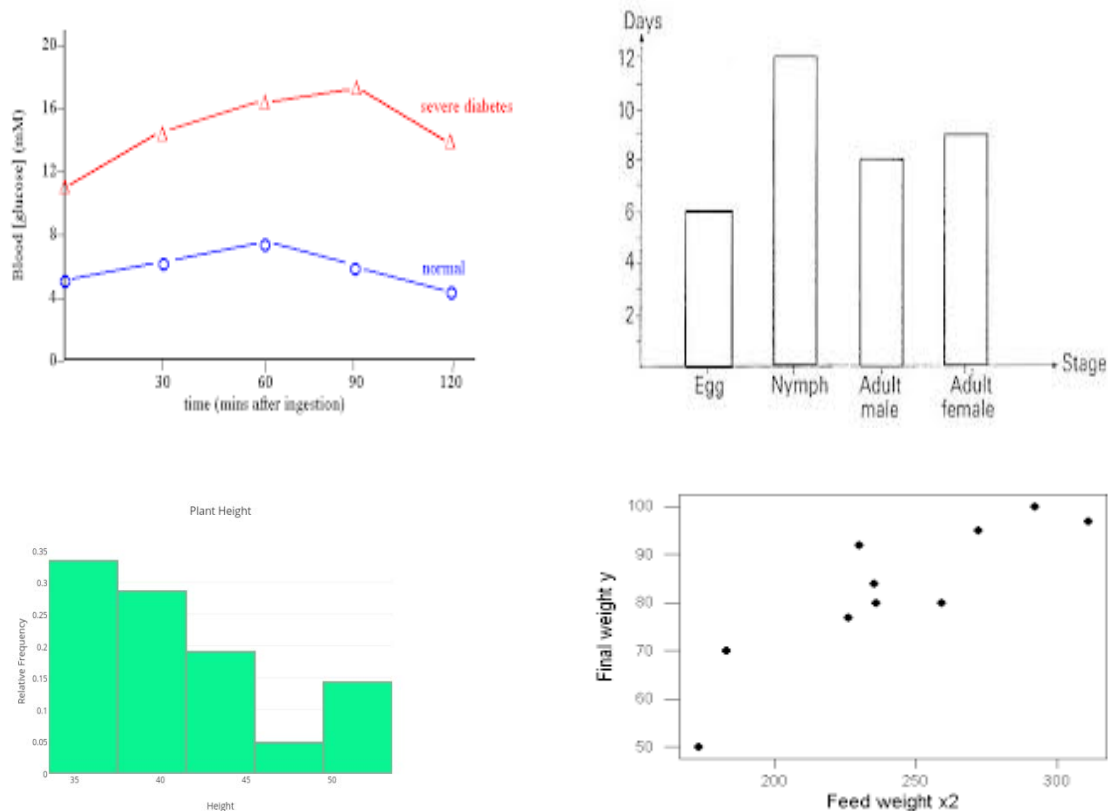 20
16
12
8
4
0
Blood [glucose] (mM)
severe diabetes
normal
30 60 90 120
time (mins after ingestion)
Days
12
10
8
6
4
2
Stage
Egg Nymph Adult male Adult female
Plant Height
0.35
0.3
0.25
0.2
0.15
0.1
0.05
0
Relative Frequency
35 40 45 50
Height
100
90
80
70
60
50
Final weight y
200 250 300
Feed weight x2